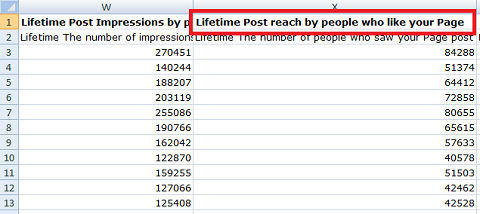 W X
1 Lifetime Post Impressions by p Lifetime Post reach by people who like your Page
2 Lifetime The number of impressions Lifetime The number of people who saw your Page post
3 270451 84288
4 140244 51374
5 188207 64412
6 203119 72858
7 255086 80655
8 190766 65615
9 162042 57633
10 122870 40578
11 159255 51503
12 127066 42462
13 125408 42528